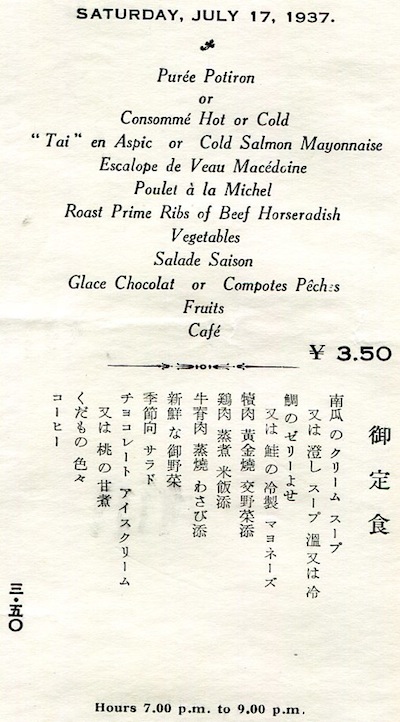 SATURDAY, JULY 17, 1937.
Purée Potiron
or
Consommé Hot or Cold
"Tai" en Aspic or Cold Salmon Mayonnaise
Escalope de Veau Macédoine
Poulet à la Michel
Roast Prime Ribs of Beef Horseradish
Vegetables
Salade Saison
Glace Chocolat or Compotes Pêches
Fruits
Café
¥ 3.50
御定食
南瓜のクリーム スープ
又は 澄し スープ 温又は冷
鯛のゼリーよせ
又は 鮭の冷製 マヨネーズ
犢肉 黃金燒 交野菜添
鶏肉 蒸煮 米飯添
牛脊肉 蒸燒 わさび添
新鮮な御野菜
季節向 サラド
チョコレート アイスクリーム
又は 桃の甘煮
くだもの 色々
コーヒー
三・五〇
Hours 7.00 p.m. to 9.00 p.m.